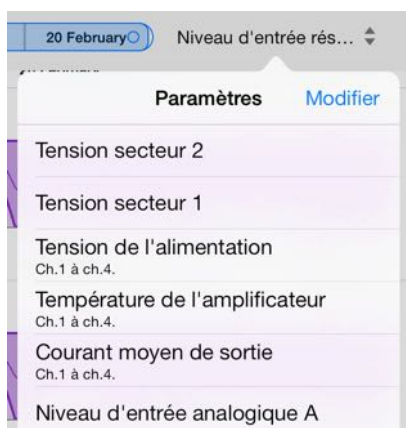 20 February
Niveau d'entrée rés...
Paramètres
Modifier
Tension secteur 2
Tension secteur 1
Tension de l'alimentation
Ch.1 à ch.4.
Température de l'amplificateur
Ch.1 à ch.4.
Courant moyen de sortie
Ch.1 à ch.4.
Niveau d'entrée analogique A